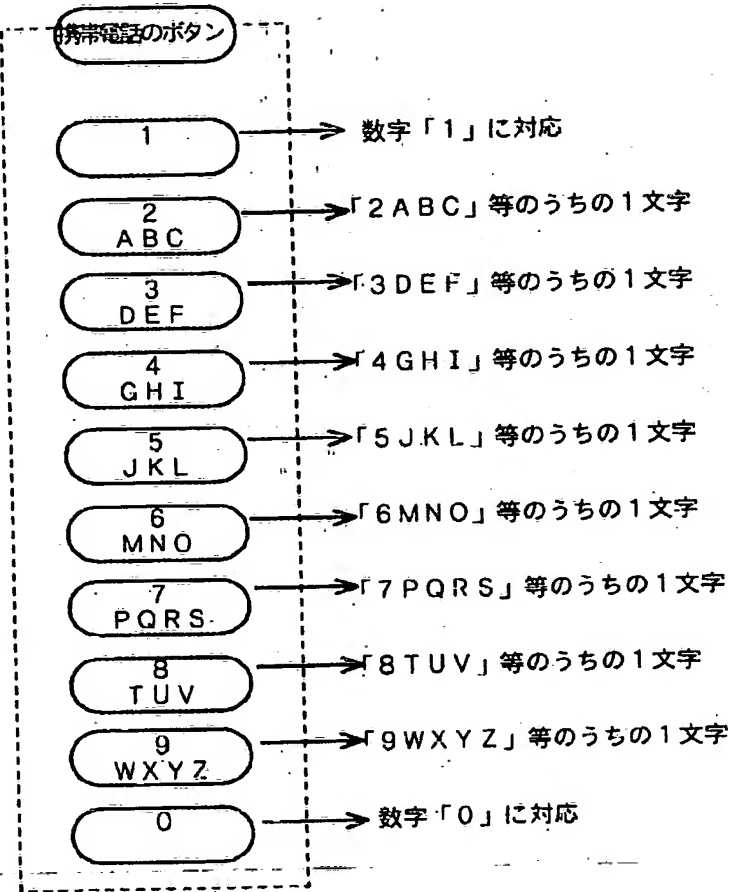 携帯電話のボタン
1
数字「1」に対応
2
ABC
「2ABC」等のうちの1文字
3
DEF
「3DEF」等のうちの1文字
4
GHI
「4GHI」等のうちの1文字
5
JKL
「5JKL」等のうちの1文字
6
MNO
「6MNO」等のうちの1文字
7
PQRS
「7PQRS」等のうちの1文字
8
TUV
「8TUV」等のうちの1文字
9
WXYZ
「9WXYZ」等のうちの1文字
0
数字「0」に対応